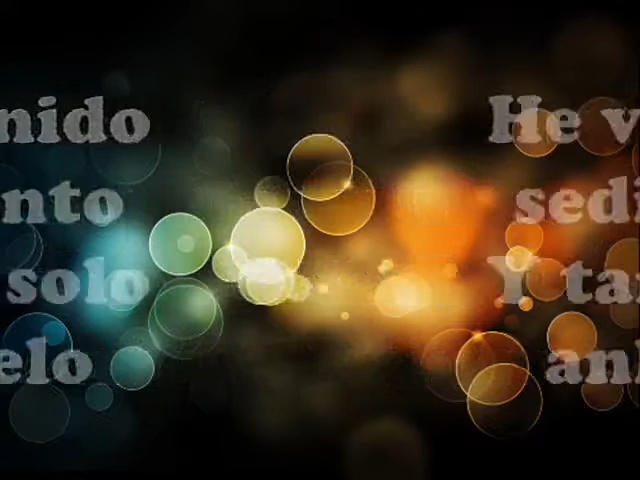 nido He v
nto sedi
solo Y ta
elo anh